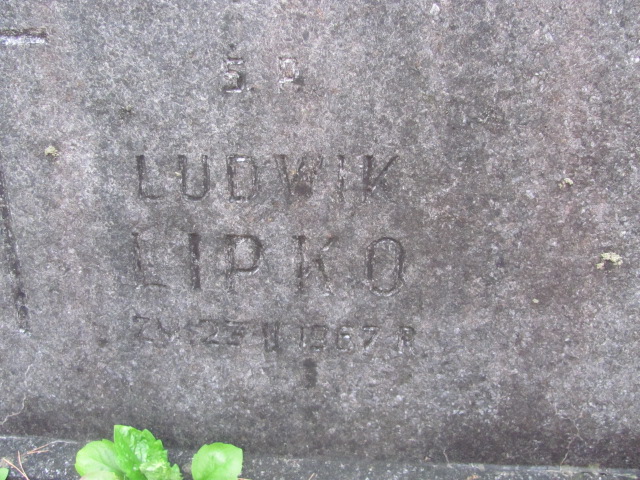 Ś. P.
LUDWIK
LIPKO
ZM. 23 II 1967 R